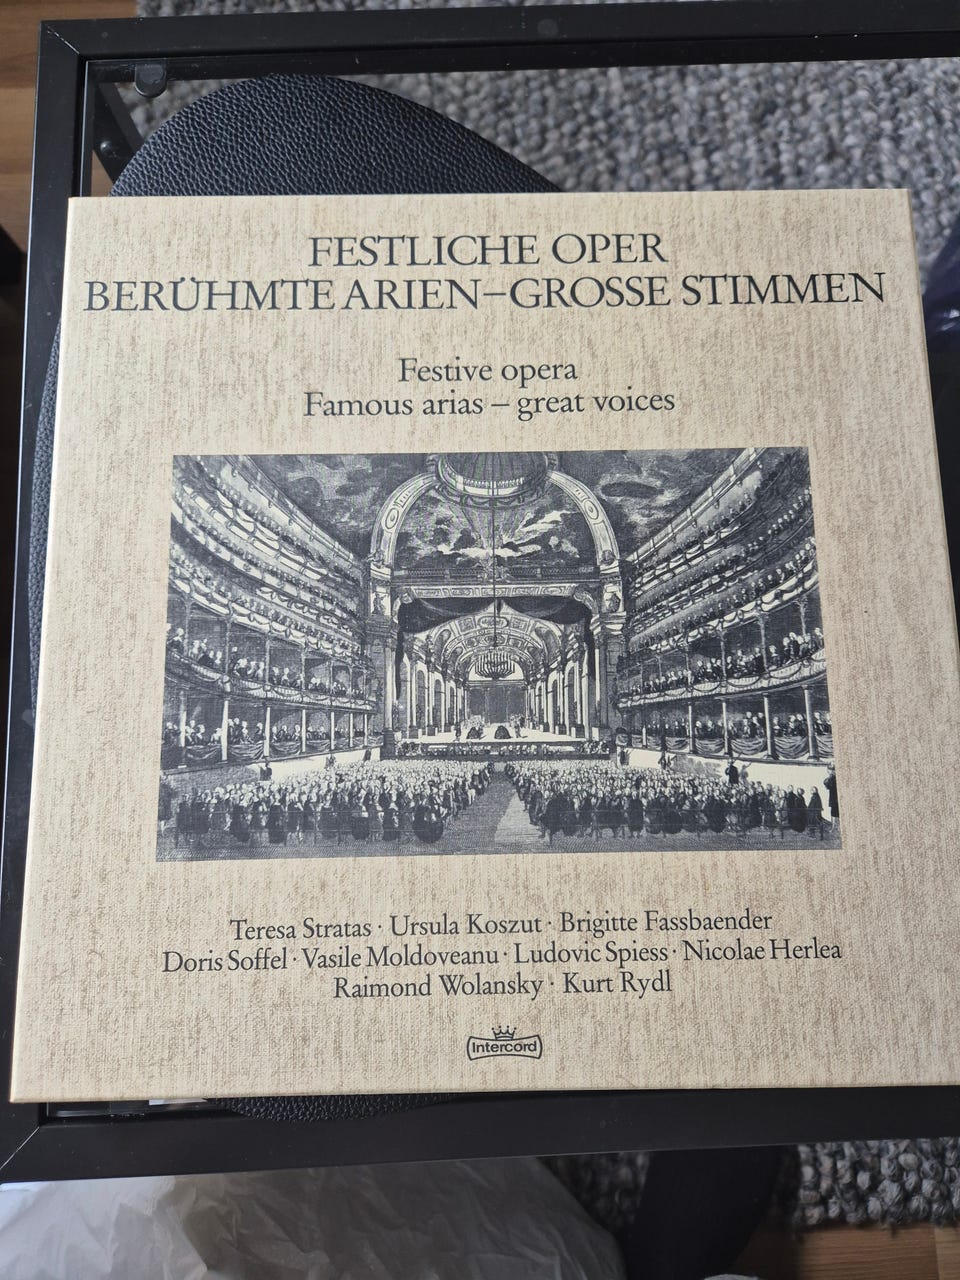 FESTLICHE OPER
BERÜHMTE ARIEN–GROSSE STIMMEN
Festive opera
Famous arias – great voices
Teresa Stratas · Ursula Koszut · Brigitte Fassbaender
Doris Soffel · Vasile Moldoveanu · Ludovic Spiess · Nicolae Herlea
Raimond Wolansky · Kurt Rydl
Intercord